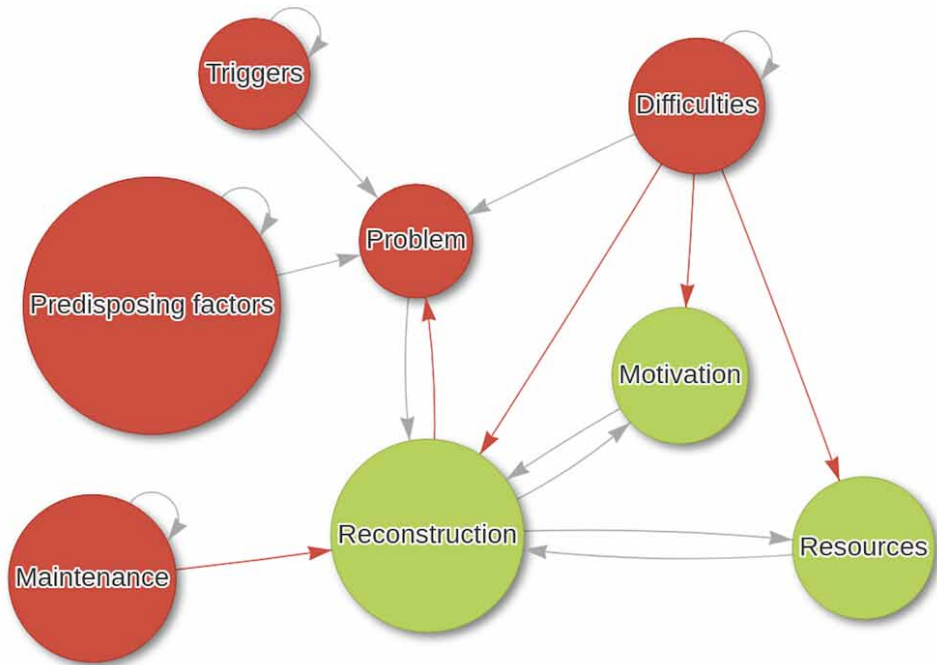 Triggers
Difficulties
Problem
Predisposing factors
Motivation
Reconstruction
Resources
Maintenance